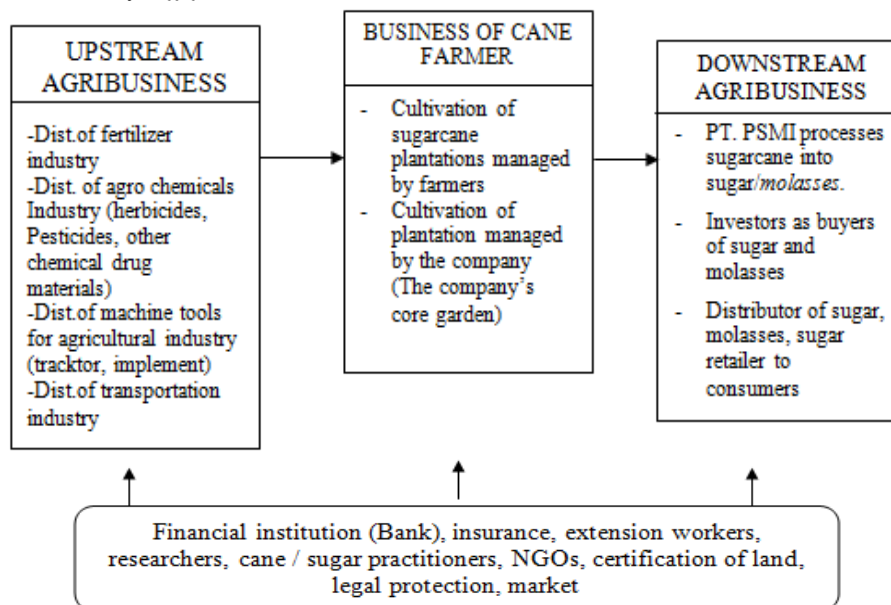 UPSTREAM
AGRIBUSINESS
-Dist.of fertilizer
industry
-Dist. of agro chemicals
Industry (herbicides,
Pesticides, other
chemical drug
materials)
-Dist.of machine tools
for agricultural industry
(tracktor, implement)
-Dist.of transportation
industry
BUSINESS OF CANE
FARMER
- Cultivation of
sugarcane
plantations managed
by farmers
- Cultivation of
plantation managed
by the company
(The company's
core garden)
DOWNSTREAM
AGRIBUSINESS
- PT. PSMI processes
sugarcane into
sugar/molasses.
- Investors as buyers
of sugar and
molasses
- Distributor of sugar,
molasses, sugar
retailer to
consumers
Financial institution (Bank), insurance, extension workers,
researchers, cane / sugar practitioners, NGOs, certification of land,
legal protection, market